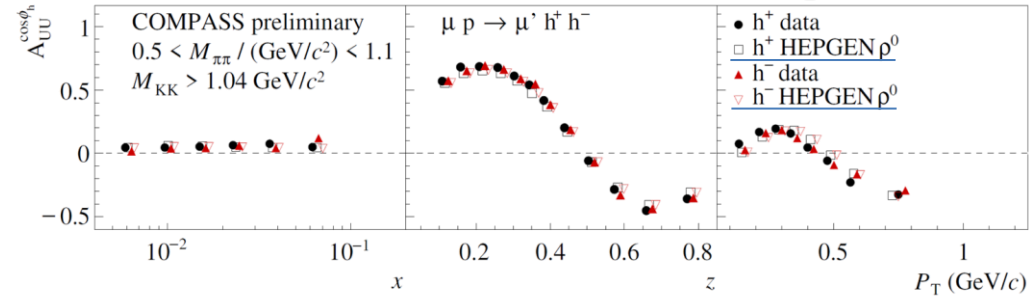 A_UU^cosϕ_h
COMPASS preliminary
0.5 < M_ππ / (GeV/c²) < 1.1
M_KK > 1.04 GeV/c²
μ p → μ' h⁺ h⁻
h⁺ data
h⁺ HEPGEN ρ⁰
h⁻ data
h⁻ HEPGEN ρ⁰
1
0.5
0
−0.5
10⁻² 10⁻¹ 0.2 0.4 0.6 0.8 0.5 1
x z P_T (GeV/c)